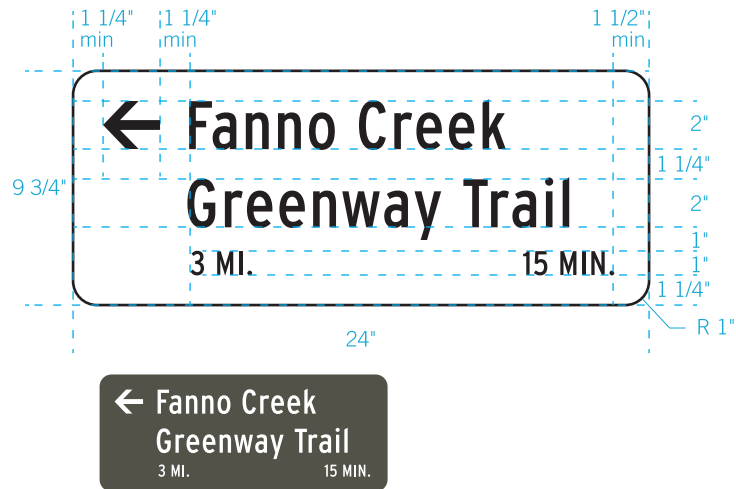 1 1/4" 1 1/4" 1 1/2"
min min min
Fanno Creek
2"
1 1/4"
9 3/4"
Greenway Trail
2"
1"
3 MI. 15 MIN.
1"
1 1/4"
R 1"
24"
Fanno Creek
Greenway Trail
3 MI. 15 MIN.